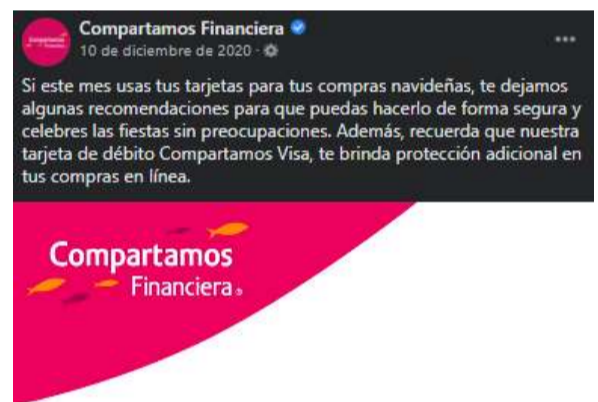 Compartamos Financiera
10 de diciembre de 2020 ·
Si este mes usas tus tarjetas para tus compras navideñas, te dejamos
algunas recomendaciones para que puedas hacerlo de forma segura y
celebres las fiestas sin preocupaciones. Además, recuerda que nuestra
tarjeta de débito Compartamos Visa, te brinda protección adicional en
tus compras en línea.
Compartamos
Financiera